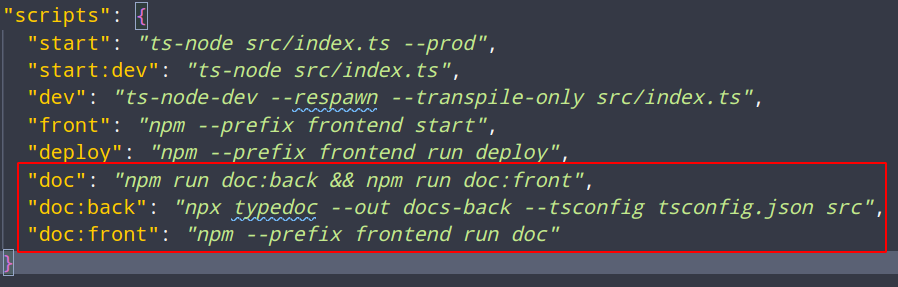 "scripts": {
"start": "ts-node src/index.ts --prod",
"start:dev": "ts-node src/index.ts",
"dev": "ts-node-dev --respawn --transpile-only src/index.ts",
"front": "npm --prefix frontend start",
"deploy": "npm --prefix frontend run deploy",
"doc": "npm run doc:back && npm run doc:front",
"doc:back": "npx typedoc --out docs-back --tsconfig tsconfig.json src",
"doc:front": "npm --prefix frontend run doc"
}